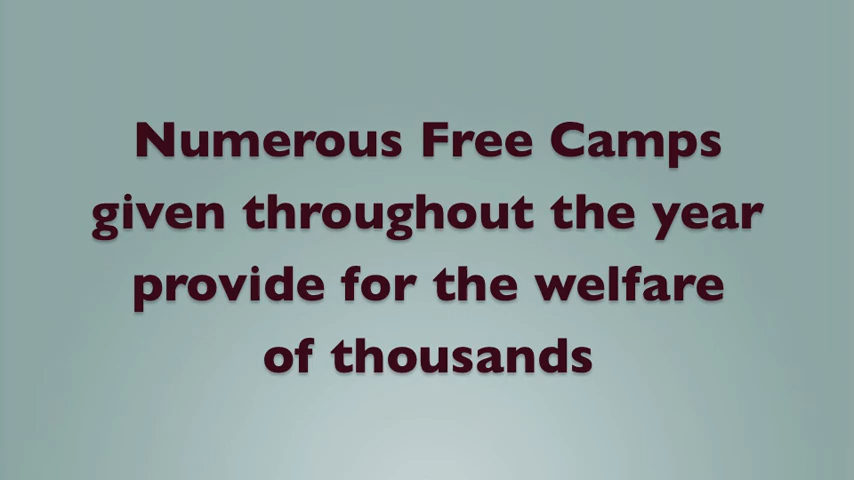 Numerous Free Camps
given throughout the year
provide for the welfare
of thousands